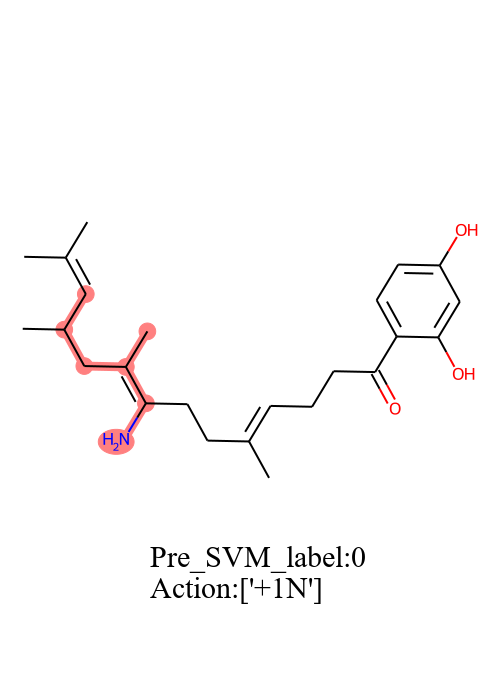 OH
OH
O
H2N
Pre_SVM_label:0
Action:['+1N']